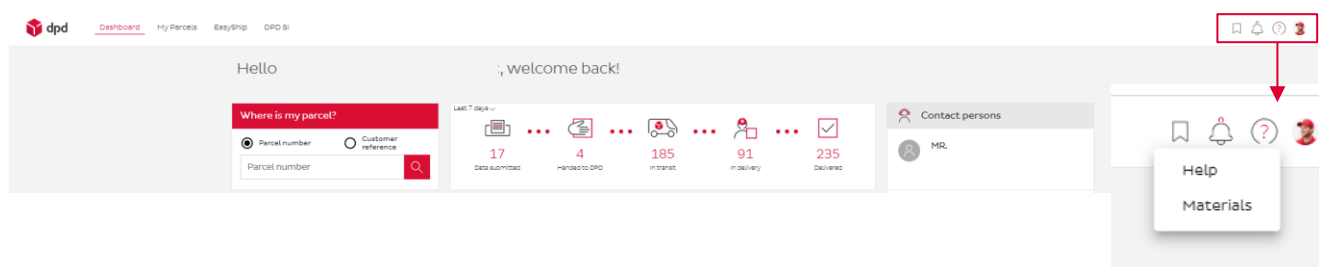 dpd Dashboard My Parcels EasyShip DPD Si
Hello :, welcome back!
Where is my parcel?
Parcel number Customer reference
Parcel number
Last 7 days
17 4 185 91 235
Data submitted Handed to DPD In transit In delivery Delivered
Contact persons
MR.
Help
Materials